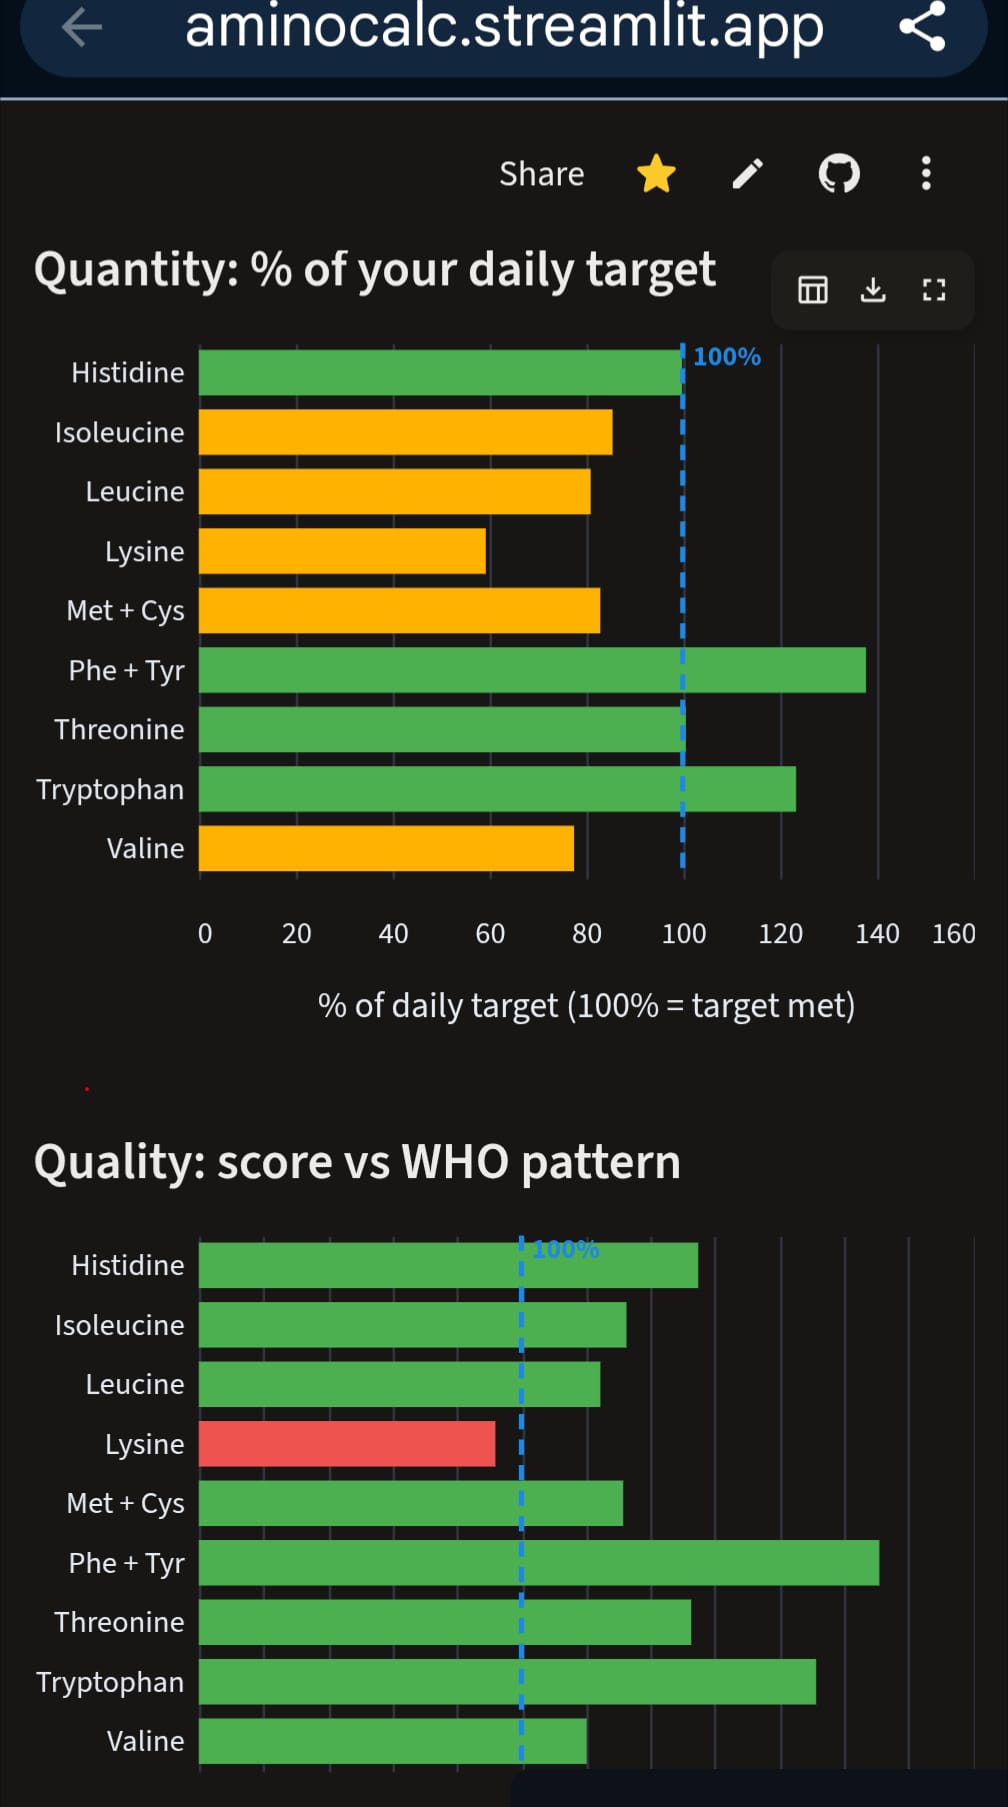 aminocalc.streamlit.app
Share
Quantity: % of your daily target
100%
Histidine
Isoleucine
Leucine
Lysine
Met + Cys
Phe + Tyr
Threonine
Tryptophan
Valine
0 20 40 60 80 100 120 140 160
% of daily target (100% = target met)
Quality: score vs WHO pattern
100%
Histidine
Isoleucine
Leucine
Lysine
Met + Cys
Phe + Tyr
Threonine
Tryptophan
Valine